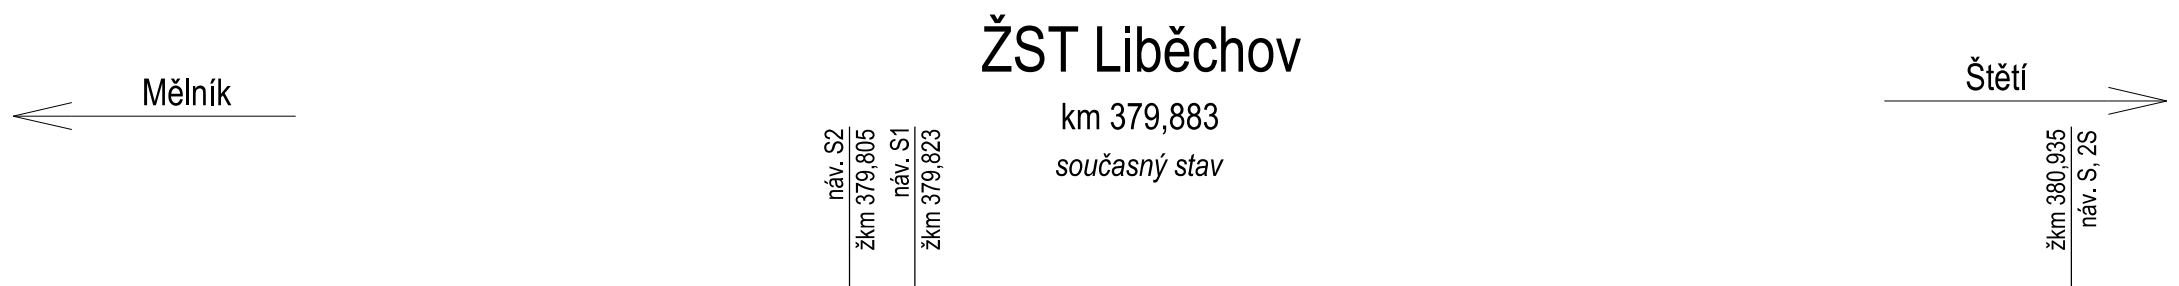 ŽST Liběchov
Mělník
Štětí
km 379,883
současný stav
náv. S2
žkm 379,805
náv. S1
žkm 379,823
žkm 380,935
náv. S, 2S